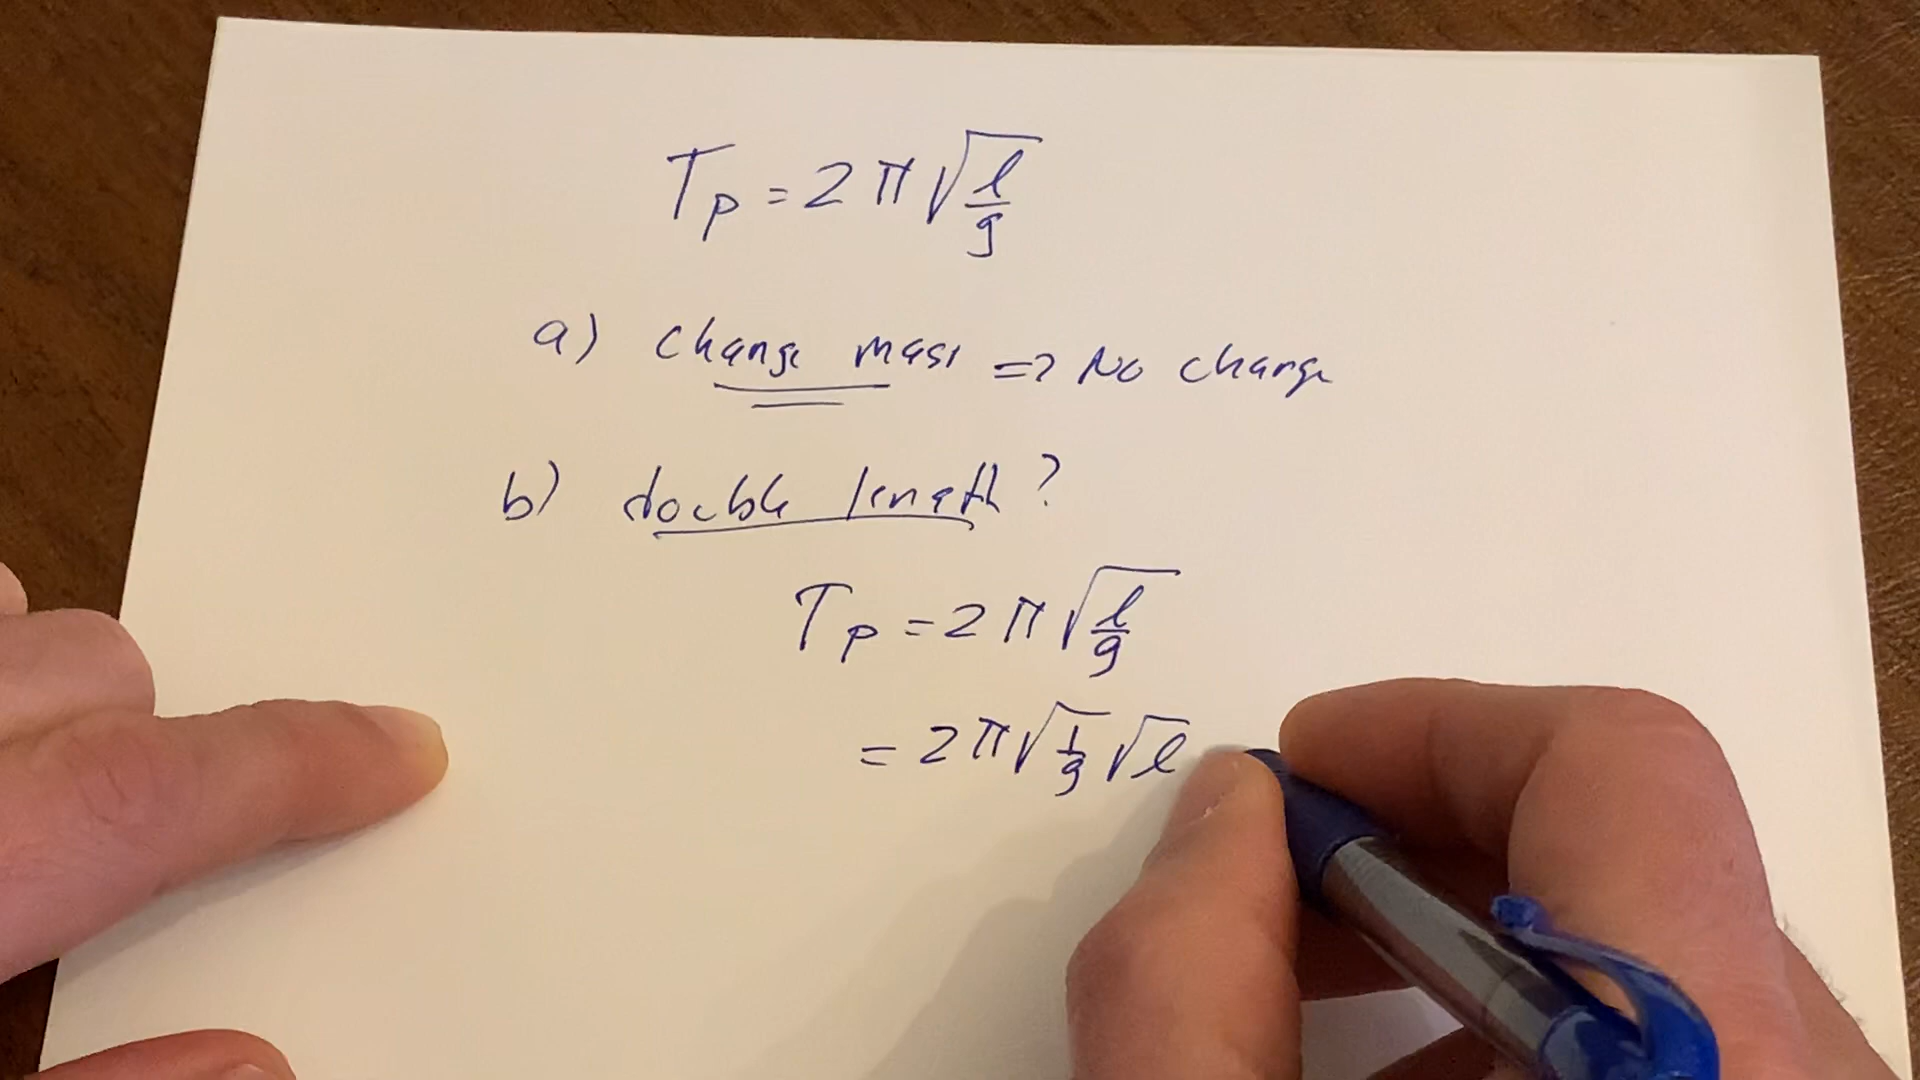 Tp = 2π√(l/g)
a) change mass => No change
b) double length?
Tp = 2π√(l/g)
= 2π√(1/g) √l